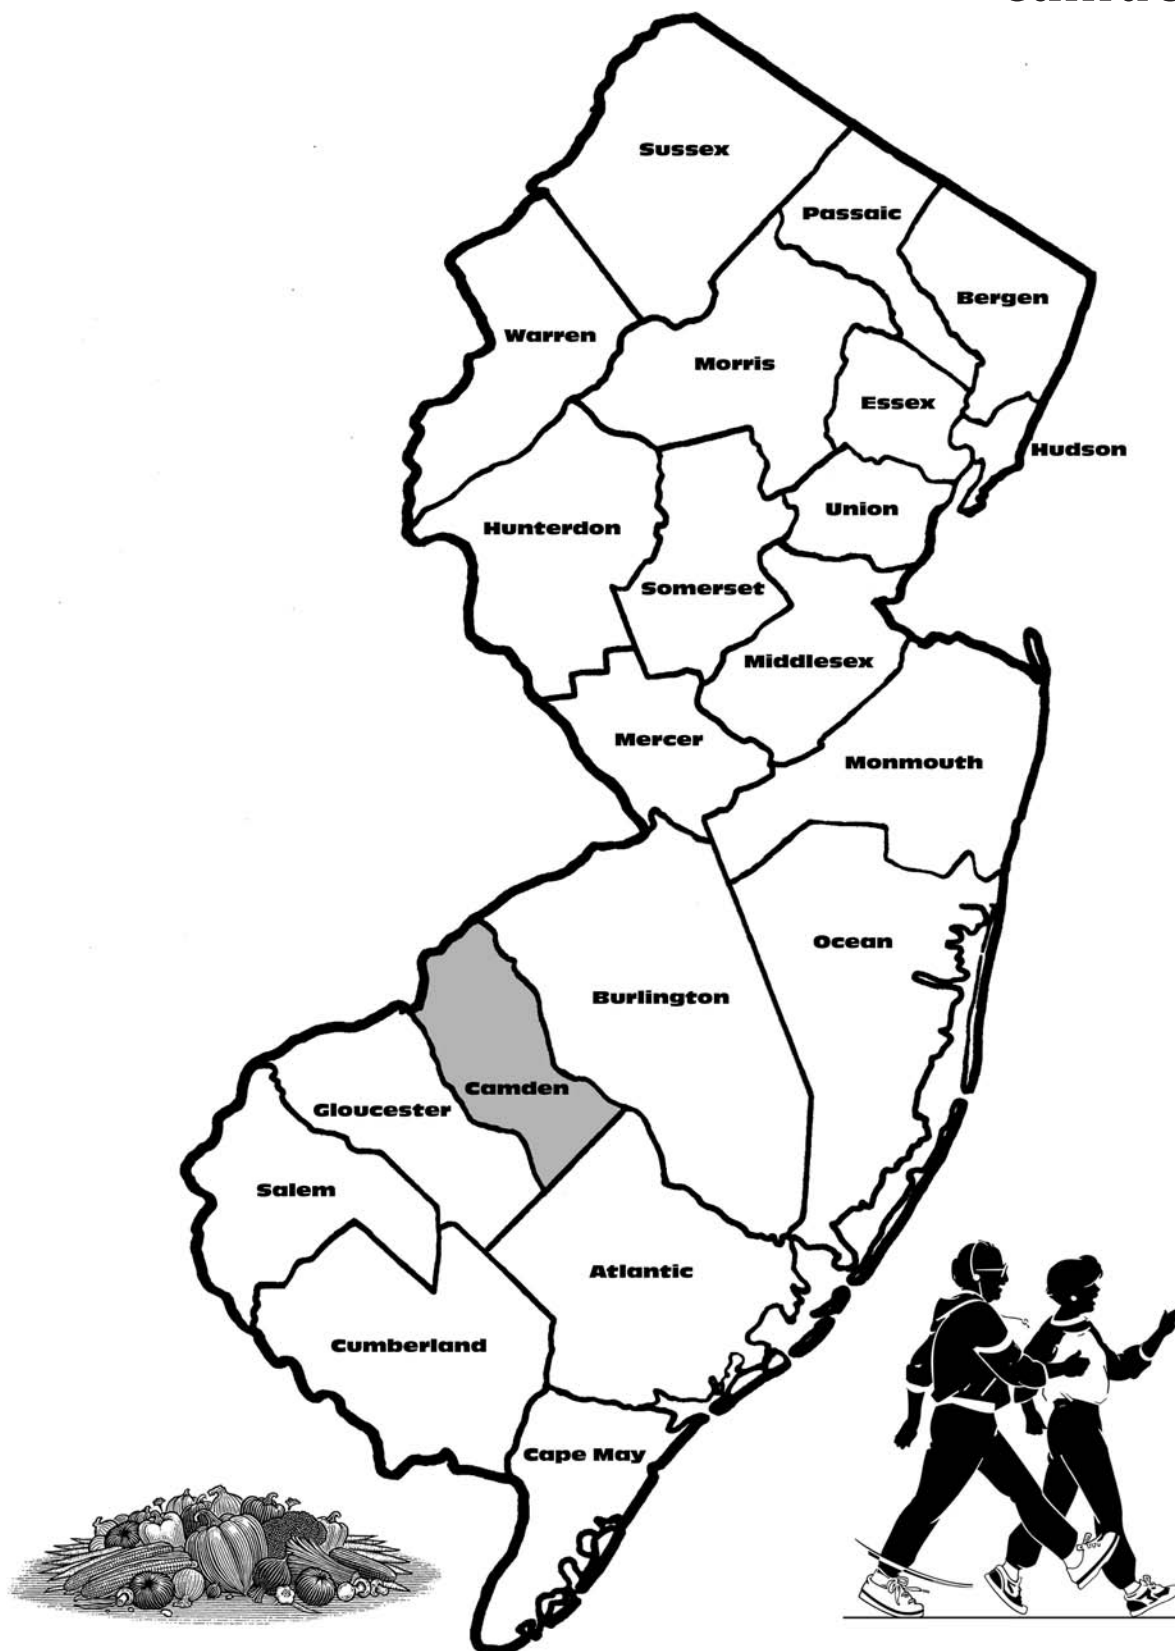 Sussex
Passaic
Bergen
Warren
Morris
Essex
Hudson
Union
Hunterdon
Somerset
Middlesex
Mercer
Monmouth
Ocean
Burlington
Camden
Gloucester
Salem
Atlantic
Cumberland
Cape May